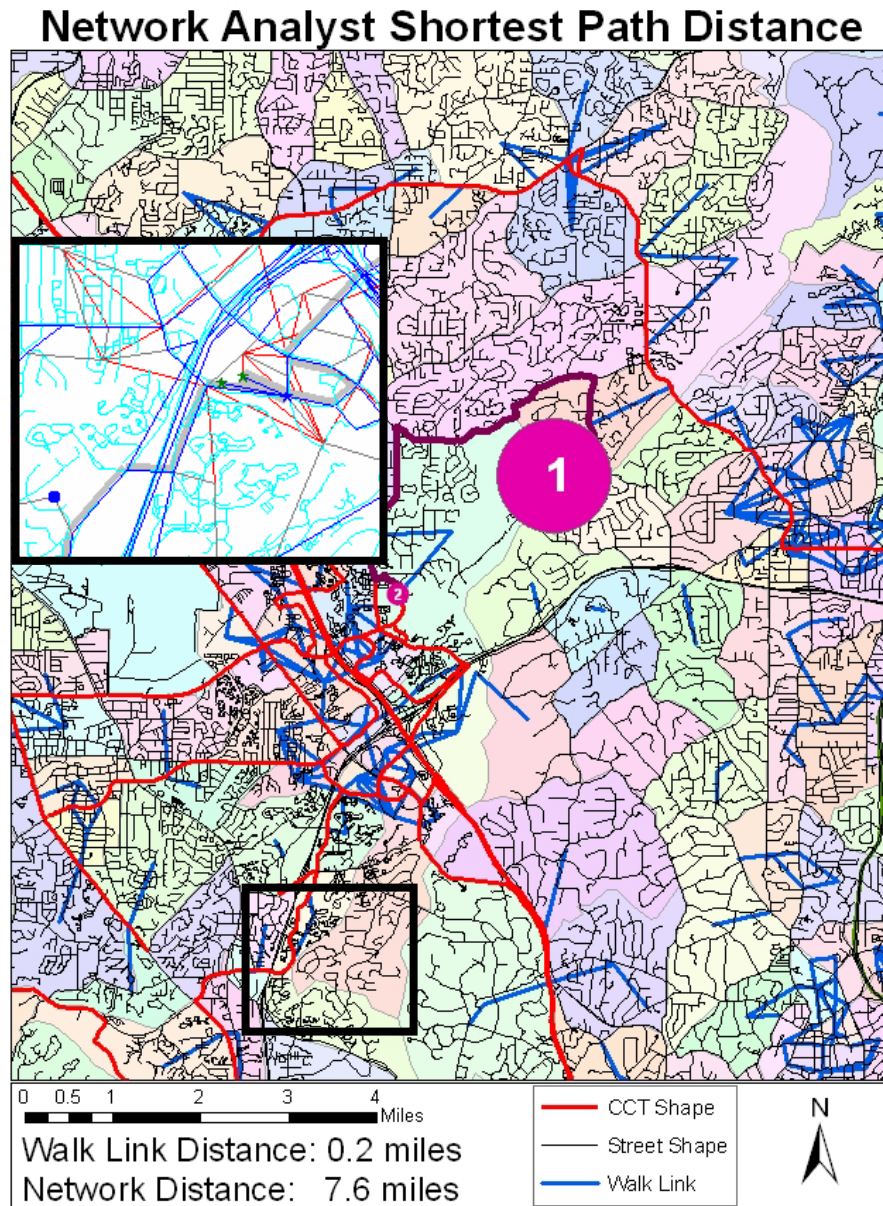 Network Analyst Shortest Path Distance
1
2
0 0.5 1 2 3 4
Miles
Walk Link Distance: 0.2 miles
Network Distance: 7.6 miles
CCT Shape
Street Shape
Walk Link
N